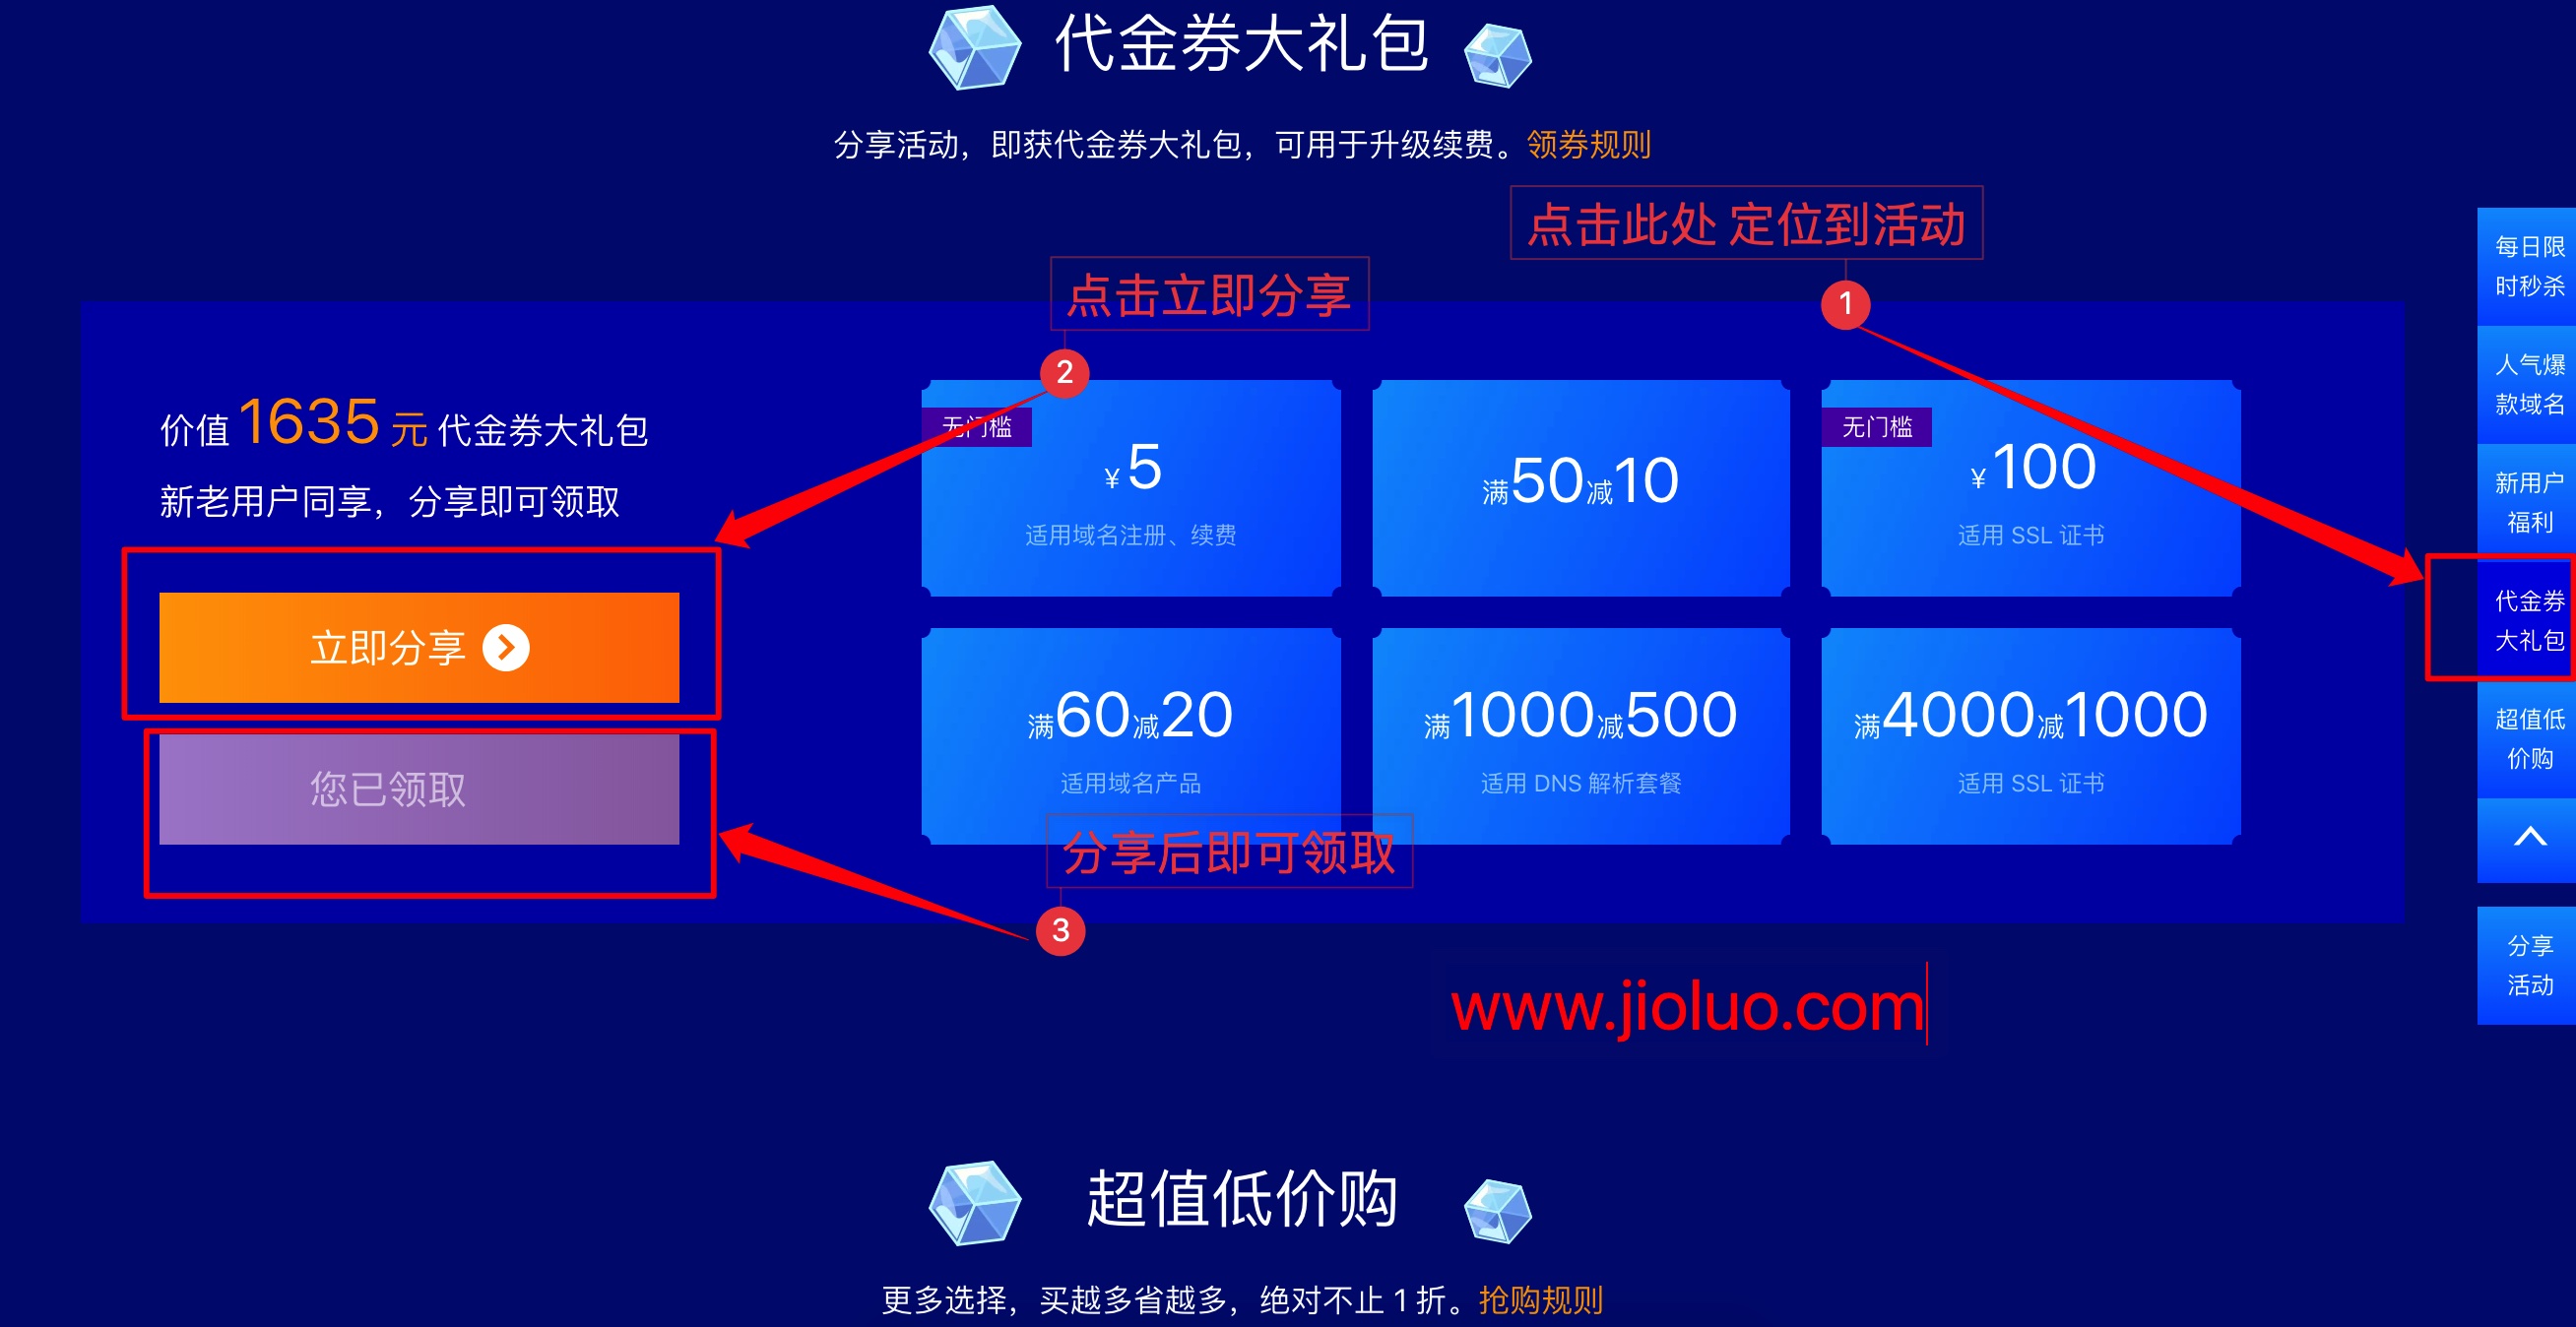 代金券大礼包
分享活动，即获代金券大礼包，可用于升级续费。领券规则
点击此处 定位到活动
1
点击立即分享
2
价值 1635 元 代金券大礼包
新老用户同享，分享即可领取
立即分享
您已领取
无门槛
¥ 5
适用域名注册、续费
满50减10
无门槛
¥ 100
适用 SSL 证书
满60减20
适用域名产品
满1000减500
适用 DNS 解析套餐
满4000减1000
适用 SSL 证书
分享后即可领取
3
www.jioluo.com
每日限
时秒杀
人气爆
款域名
新用户
福利
代金券
大礼包
超值低
价购
分享
活动
超值低价购
更多选择，买越多省越多，绝对不止 1 折。抢购规则